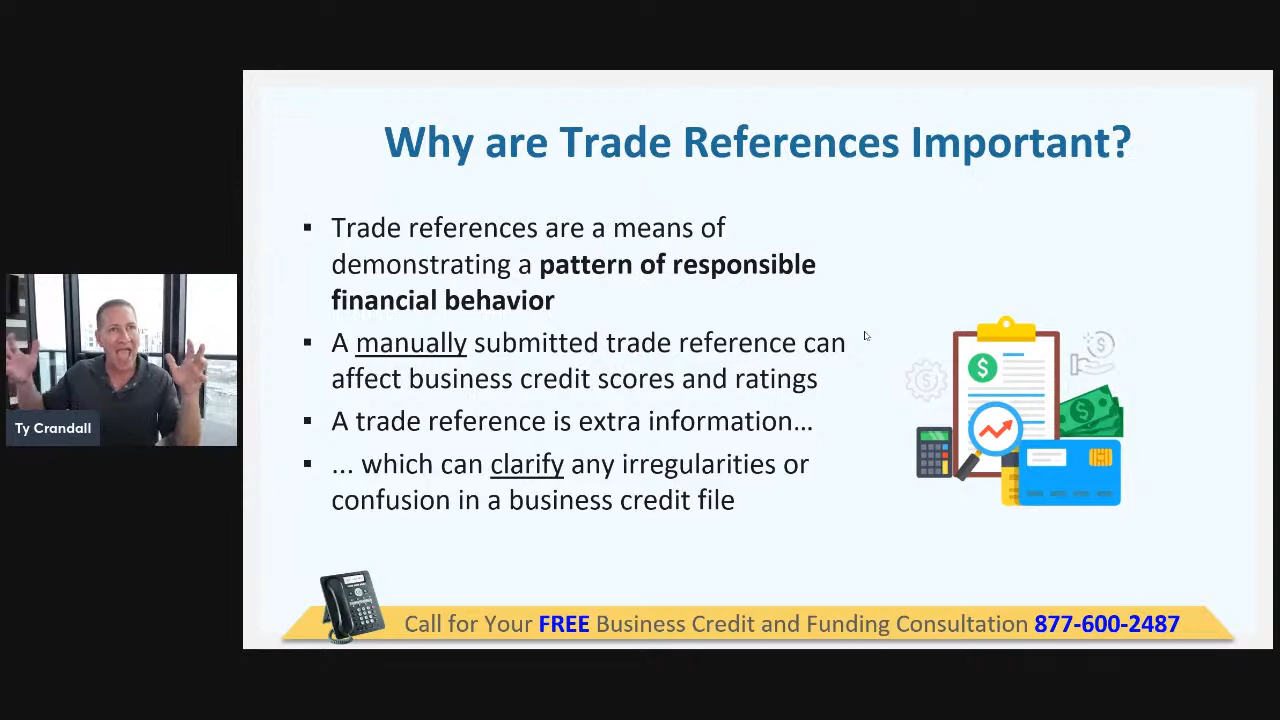 Why are Trade References Important?
▪ Trade references are a means of
demonstrating a pattern of responsible
financial behavior
▪ A manually submitted trade reference can
affect business credit scores and ratings
▪ A trade reference is extra information…
▪ ... which can clarify any irregularities or
confusion in a business credit file
Ty Crandall
Call for Your FREE Business Credit and Funding Consultation 877-600-2487